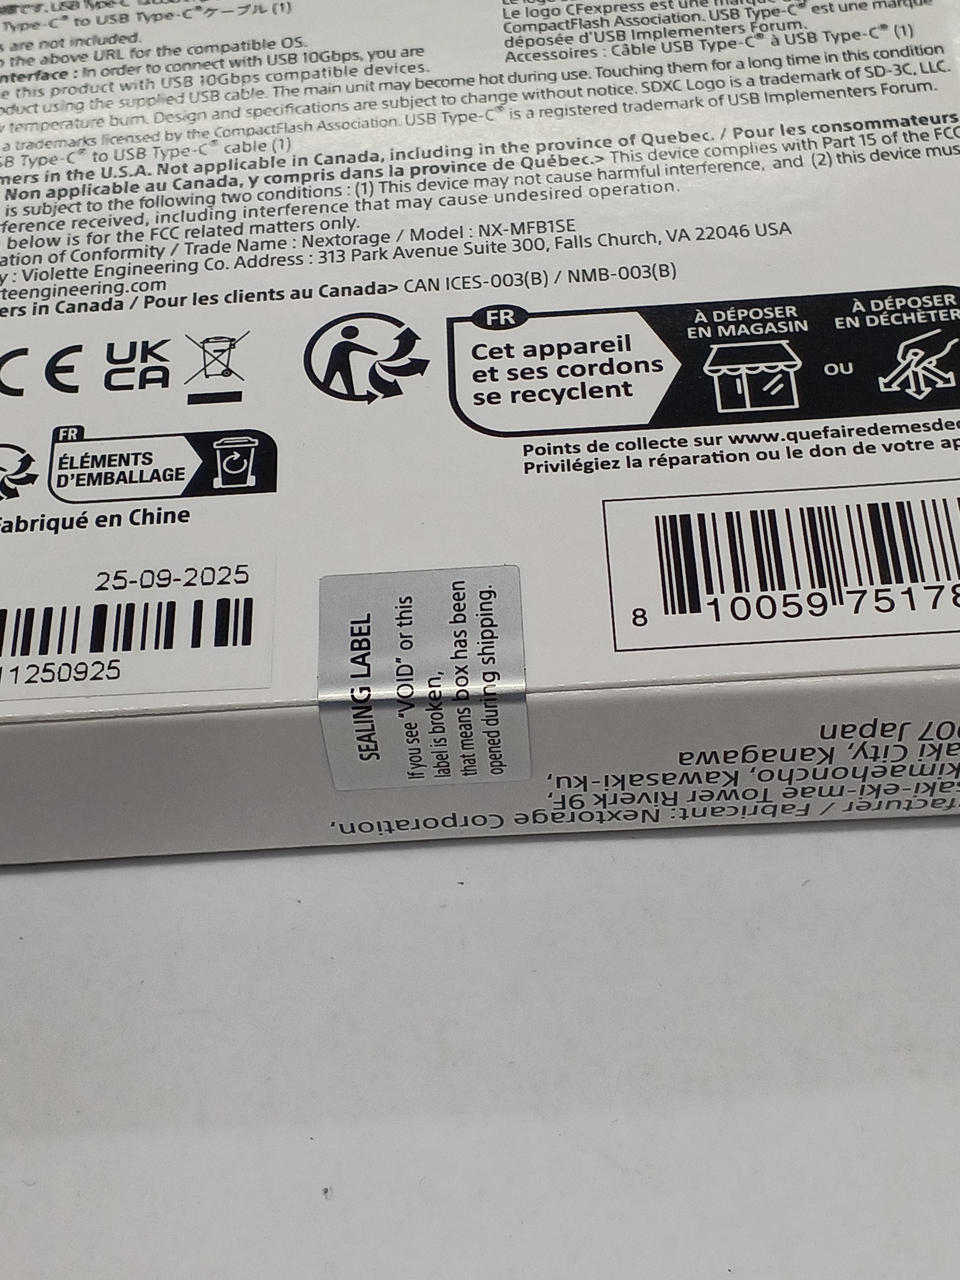 Type-C® to USB Type-C®ケーブル (1)
are not included.
the above URL for the compatible OS.
nterface : In order to connect with USB 10Gbps, you are
e this product with USB 10Gbps compatible devices.
oduct using the supplied USB cable. The main unit may become hot during use. Touching them for a long time in this condition
temperature burn. Design and specifications are subject to change without notice. SDXC Logo is a trademark of SD-3C, LLC.
a trademarks licensed by the CompactFlash Association. USB Type-C® is a registered trademark of USB Implementers Forum.
SB Type-C® to USB Type-C® cable (1)
Le logo CFexpress est une marque
CompactFlash Association. USB Type-C® est une marque
déposée d'USB Implementers Forum.
Accessoires : Câble USB Type-C® à USB Type-C® (1)
mers in the U.S.A. Not applicable in Canada, including in the province of Quebec. / Pour les consommateurs
Non applicable au Canada, y compris dans la province de Québec.> This device complies with Part 15 of the FCC
is subject to the following two conditions : (1) This device may not cause harmful interference, and (2) this device mus
ference received, including interference that may cause undesired operation.
below is for the FCC related matters only.
ation of Conformity / Trade Name : Nextorage / Model : NX-MFB1SE
y : Violette Engineering Co. Address : 313 Park Avenue Suite 300, Falls Church, VA 22046 USA
teengineering.com
ers in Canada / Pour les clients au Canada> CAN ICES-003(B) / NMB-003(B)
CE UK
CA
FR
Cet appareil
et ses cordons
se recyclent
À DÉPOSER
EN MAGASIN
OU
À DÉPOSER
EN DÉCHÈTER
Points de collecte sur www.quefairedemesdec
Privilégiez la réparation ou le don de votre ap
FR
ÉLÉMENTS
D'EMBALLAGE
Fabriqué en Chine
25-09-2025
11250925
8 10059 75178
SEALING LABEL
If you see "VOID" or this
label is broken,
that means box has been
opened during shipping.
facturer / Fabricant: Nextorage Corporation,
saki-eki-mae Tower Riverk 9F,
kimaehoncho, Kawasaki-ku,
aki City, Kanagawa
007 Japan